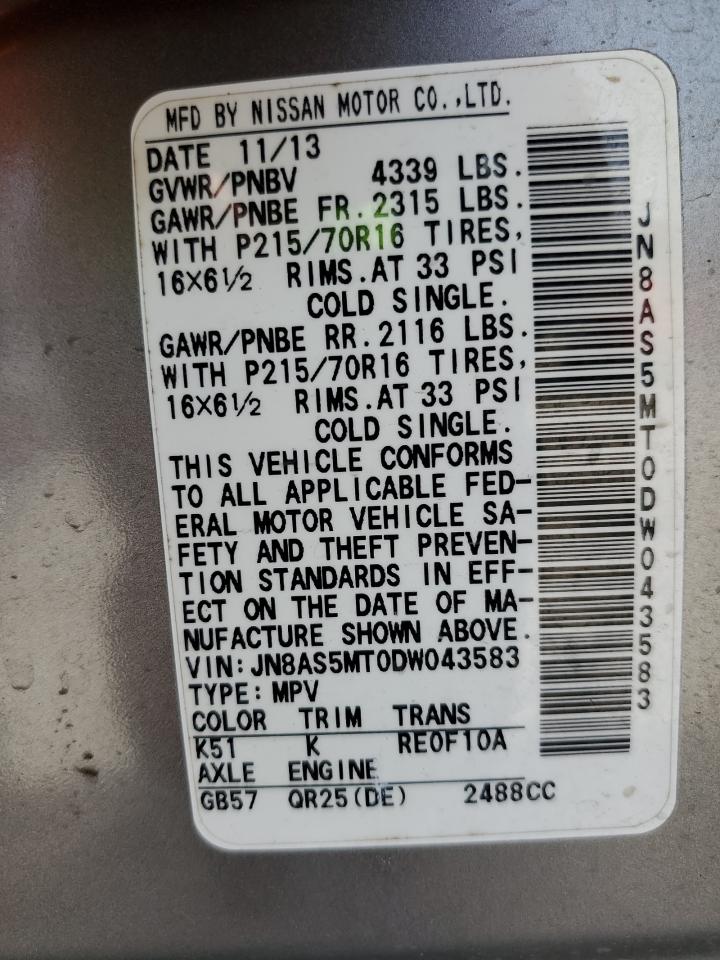 MFD BY NISSAN MOTOR CO.,LTD.
DATE 11/13
GVWR/PNBV 4339 LBS.
GAWR/PNBE FR. 2315 LBS.
WITH P215/70R16 TIRES,
16X6½ RIMS.AT 33 PSI
COLD SINGLE.
GAWR/PNBE RR. 2116 LBS.
WITH P215/70R16 TIRES,
16X6½ RIMS.AT 33 PSI
COLD SINGLE.
THIS VEHICLE CONFORMS
TO ALL APPLICABLE FED-
ERAL MOTOR VEHICLE SA-
FETY AND THEFT PREVEN-
TION STANDARDS IN EFF-
ECT ON THE DATE OF MA-
NUFACTURE SHOWN ABOVE.
VIN:JN8AS5MT0DW043583
TYPE:MPV
COLOR TRIM TRANS
K51 K RE0F10A
AXLE ENGINE
GB57 QR25(DE) 2488CC
JN8AS5MT0DW043583